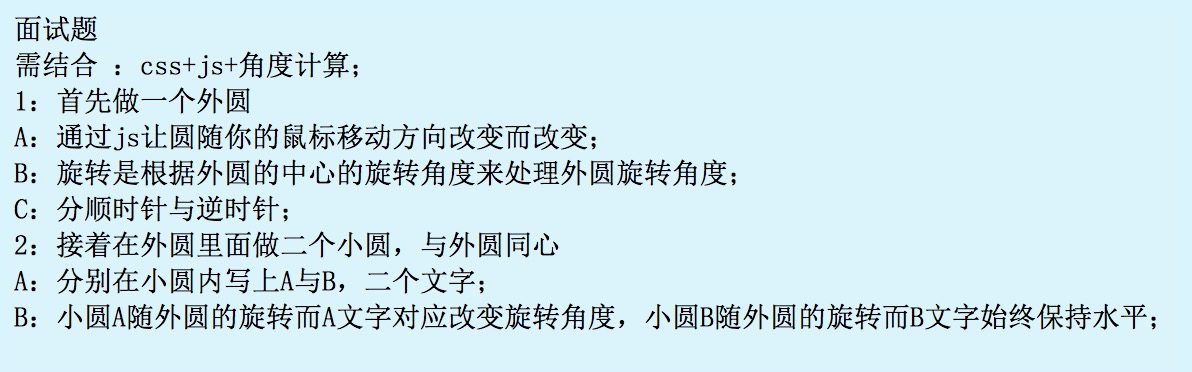 面试题
需结合 ：css+js+角度计算；
1：首先做一个外圆
A：通过js让圆随你的鼠标移动方向改变而改变；
B：旋转是根据外圆的中心的旋转角度来处理外圆旋转角度；
C：分顺时针与逆时针；
2：接着在外圆里面做二个小圆，与外圆同心
A：分别在小圆内写上A与B，二个文字；
B：小圆A随外圆的旋转而A文字对应改变旋转角度，小圆B随外圆的旋转而B文字始终保持水平；